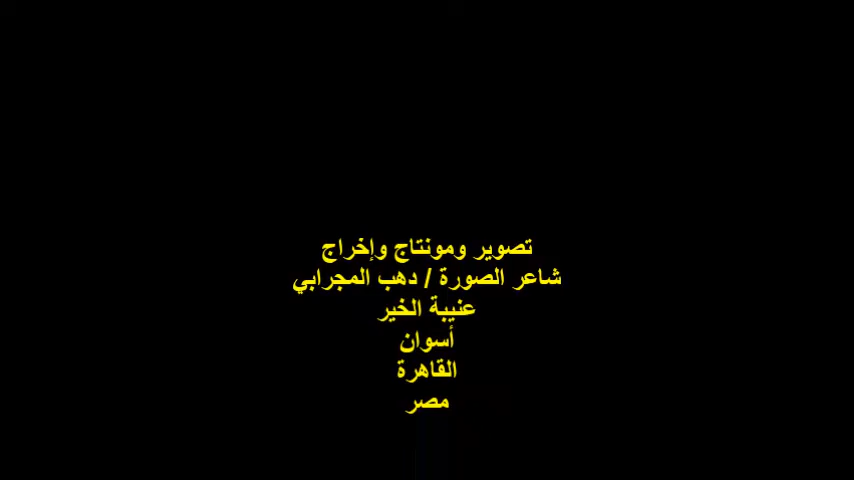 تصوير ومونتاج وإخراج
شاعر الصورة / دهب المجرابي
عنيبة الخير
أسوان
القاهرة
مصر